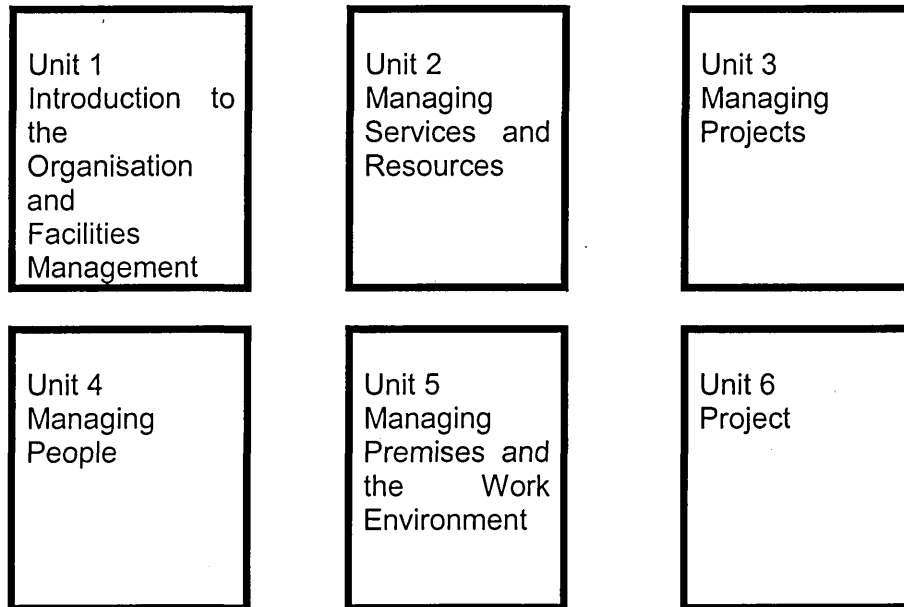 Unit 1
Introduction to
the
Organisation
and
Facilities
Management
Unit 2
Managing
Services and
Resources
Unit 3
Managing
Projects
Unit 4
Managing
People
Unit 5
Managing
Premises and
the Work
Environment
Unit 6
Project